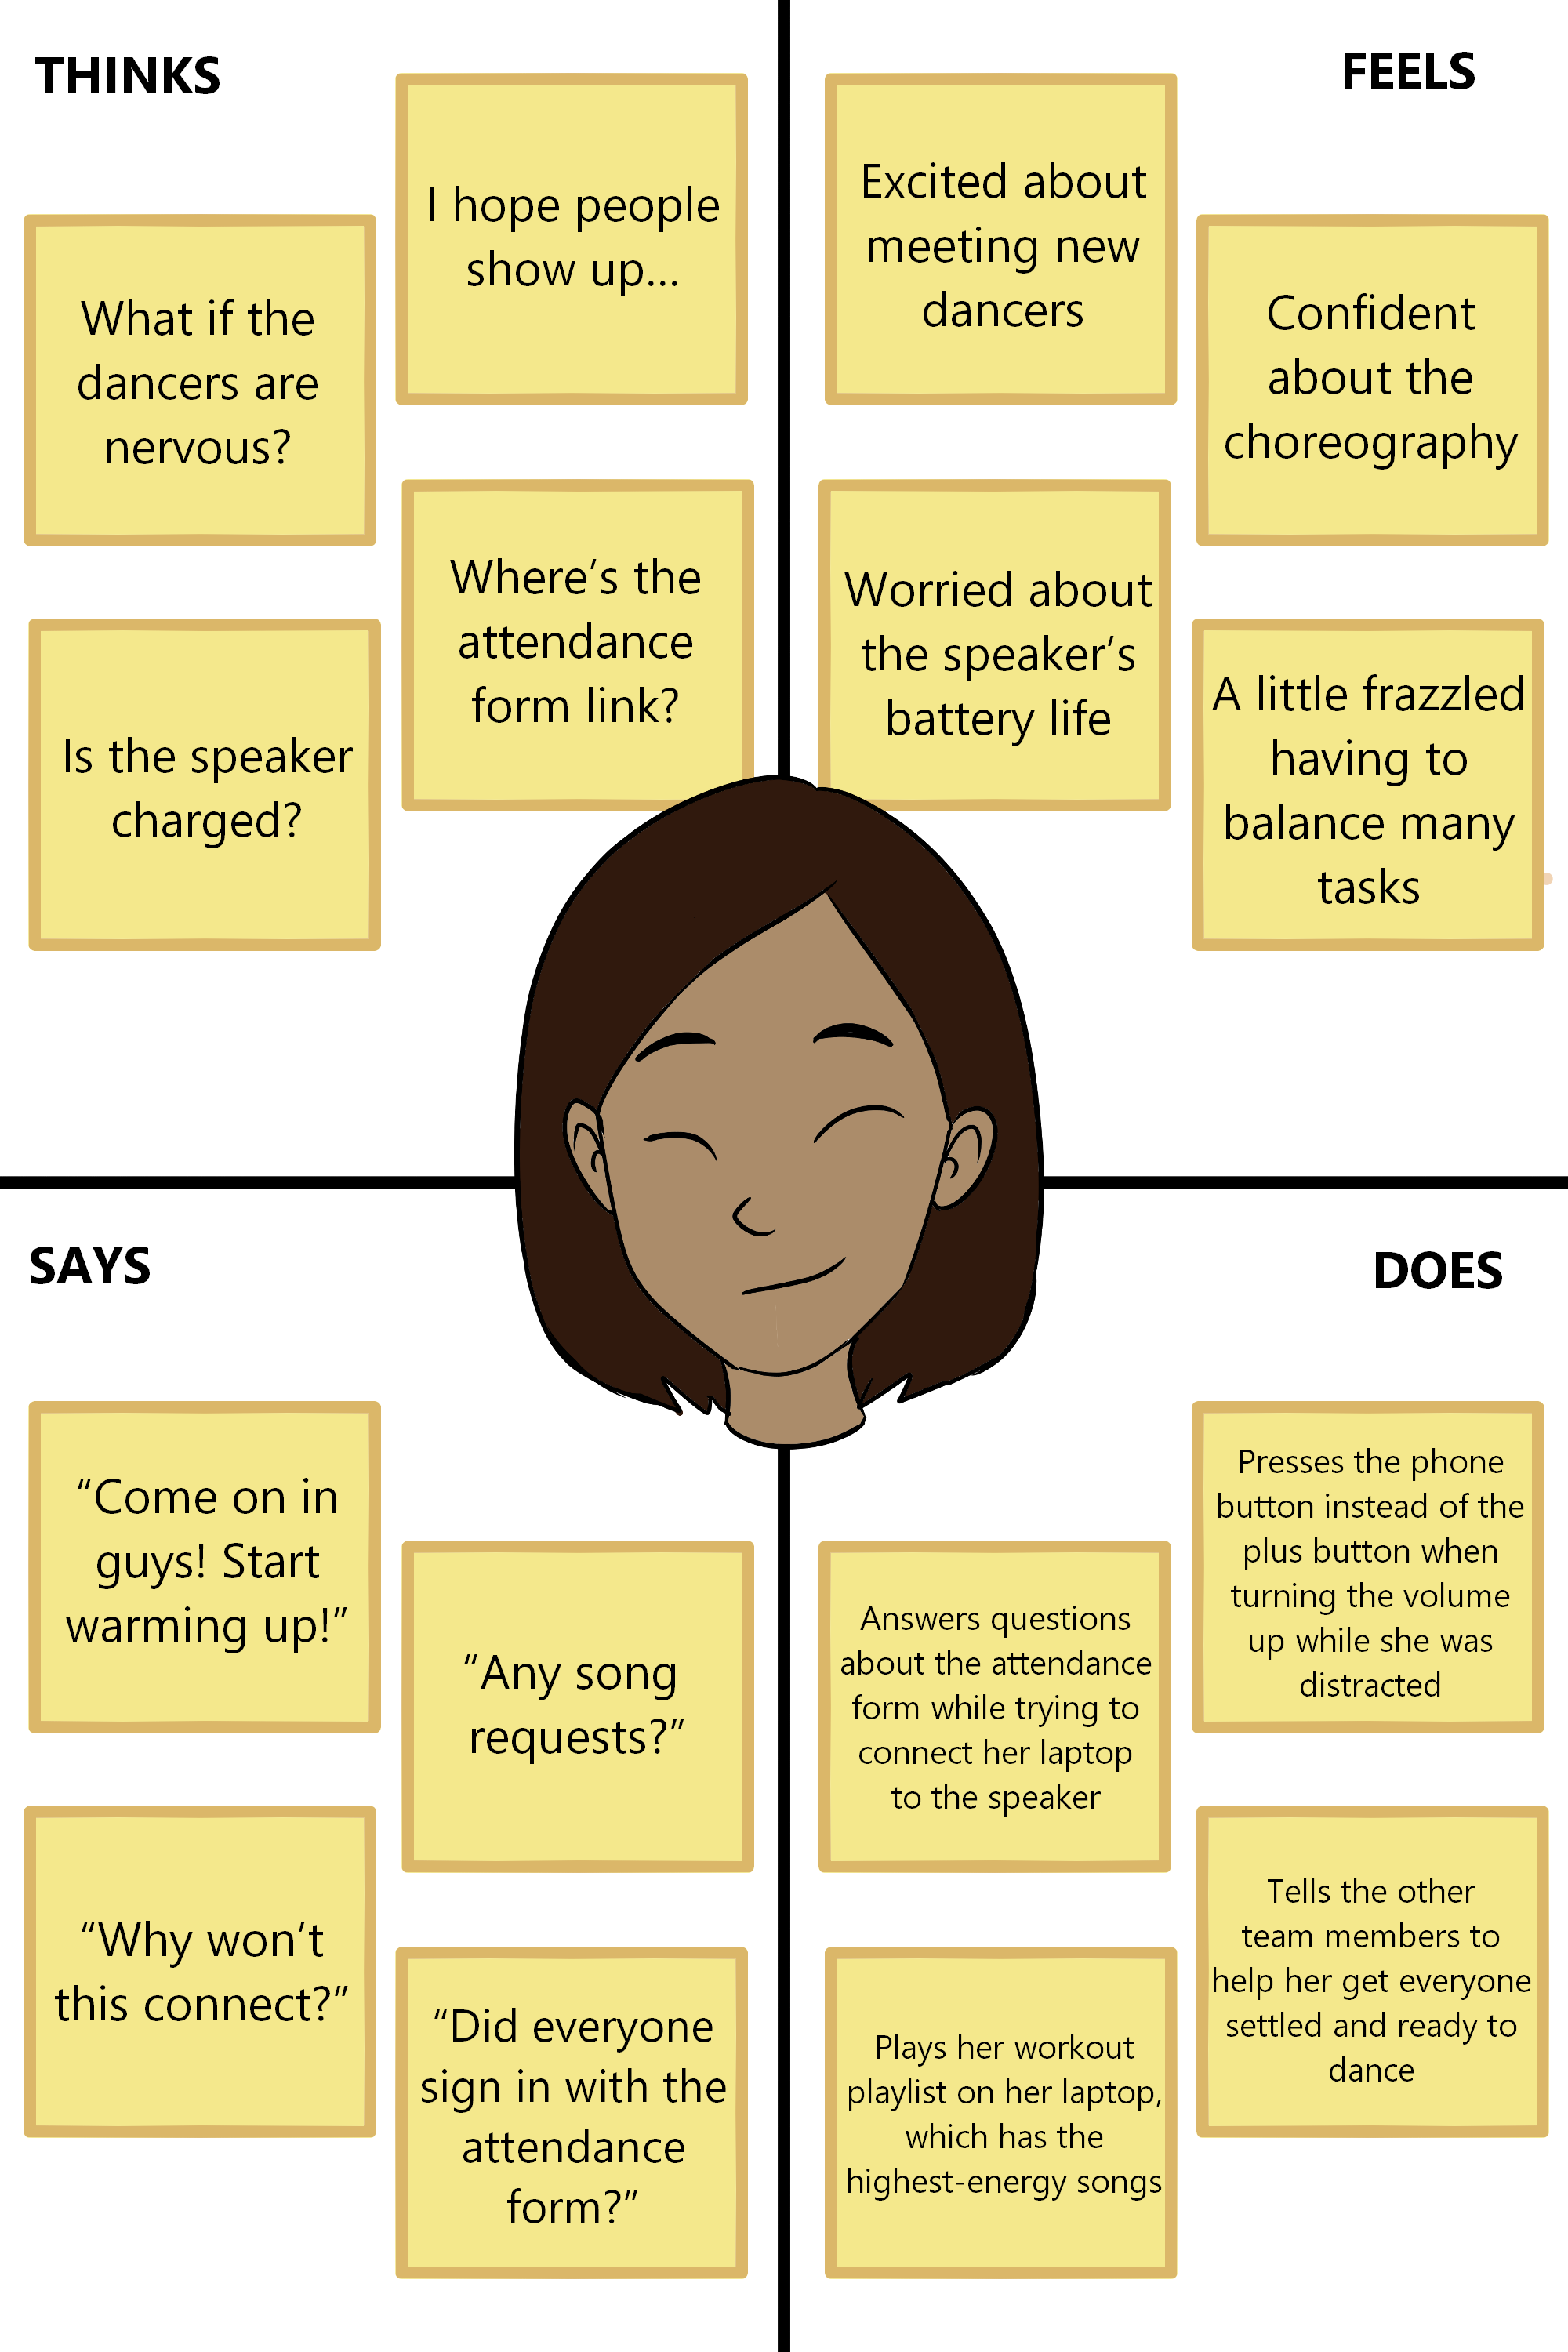 THINKS
I hope people
show up...
What if the
dancers are
nervous?
Where's the
attendance
form link?
Is the speaker
charged?
FEELS
Excited about
meeting new
dancers
Confident
about the
choreography
Worried about
the speaker's
battery life
A little frazzled
having to
balance many
tasks
SAYS
“Come on in
guys! Start
warming up!”
“Any song
requests?”
“Why won't
this connect?”
“Did everyone
sign in with the
attendance
form?”
DOES
Presses the phone
button instead of the
plus button when
turning the volume
up while she was
distracted
Answers questions
about the attendance
form while trying to
connect her laptop
to the speaker
Tells the other
team members to
help her get everyone
settled and ready to
dance
Plays her workout
playlist on her laptop,
which has the
highest-energy songs